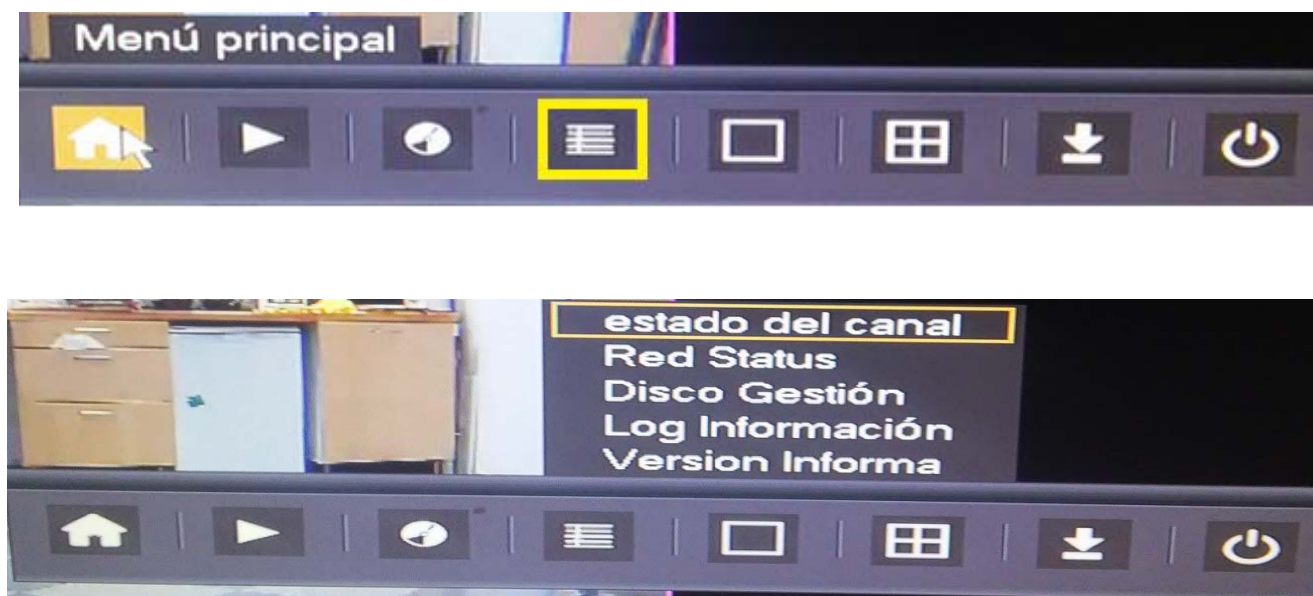 Menú principal
estado del canal
Red Status
Disco Gestión
Log Información
Version Informa